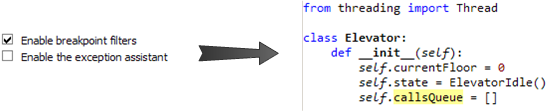 Enable breakpoint filters
Enable the exception assistant
from threading import Thread
class Elevator:
    def __init__(self):
        self.currentFloor = 0
        self.state = ElevatorIdle()
        self.callsQueue = []